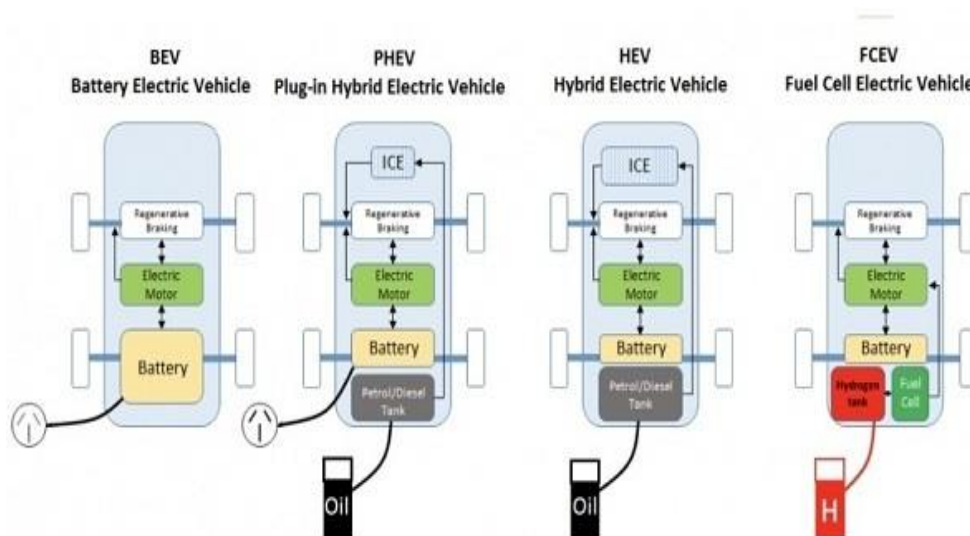 BEV
Battery Electric Vehicle
Regenerative
Braking
Electric
Motor
Battery
PHEV
Plug-in Hybrid Electric Vehicle
ICE
Regenerative
Braking
Electric
Motor
Battery
Petrol/Diesel
Tank
Oil
HEV
Hybrid Electric Vehicle
ICE
Regenerative
Braking
Electric
Motor
Battery
Petrol/Diesel
Tank
Oil
FCEV
Fuel Cell Electric Vehicle
Regenerative
Braking
Electric
Motor
Battery
Hydrogen
tank
Fuel
Cell
H